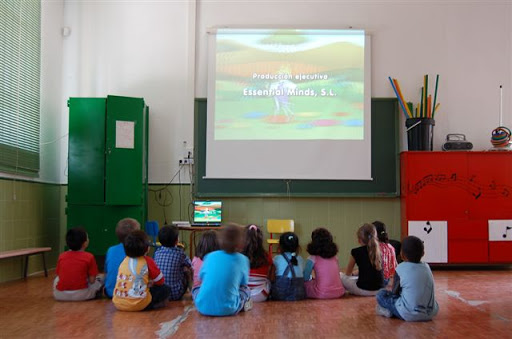 Producción ejecutiva
Essential Minds, S.L.